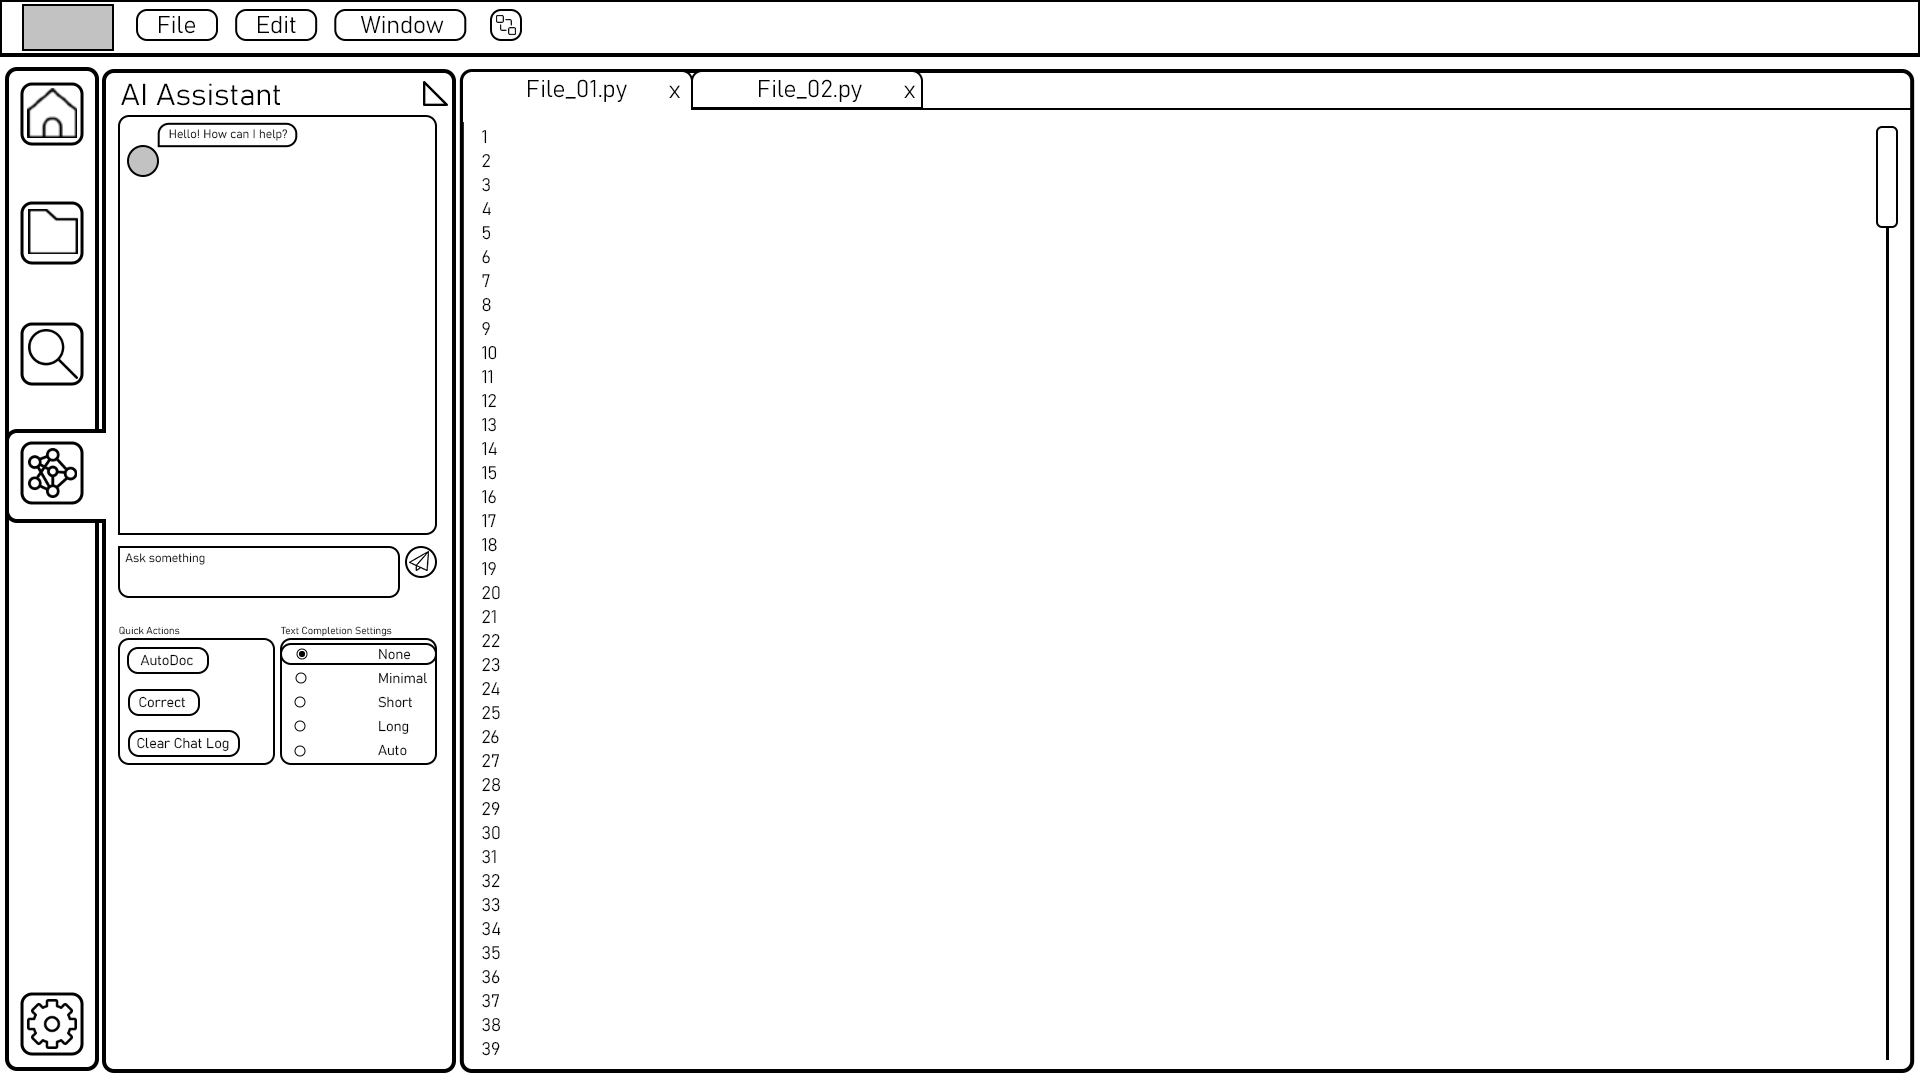 File Edit Window
AI Assistant
Hello! How can I help?
Ask something
Quick Actions
AutoDoc
Correct
Clear Chat Log
Text Completion Settings
None
Minimal
Short
Long
Auto
File_01.py x File_02.py x
1
2
3
4
5
6
7
8
9
10
11
12
13
14
15
16
17
18
19
20
21
22
23
24
25
26
27
28
29
30
31
32
33
34
35
36
37
38
39